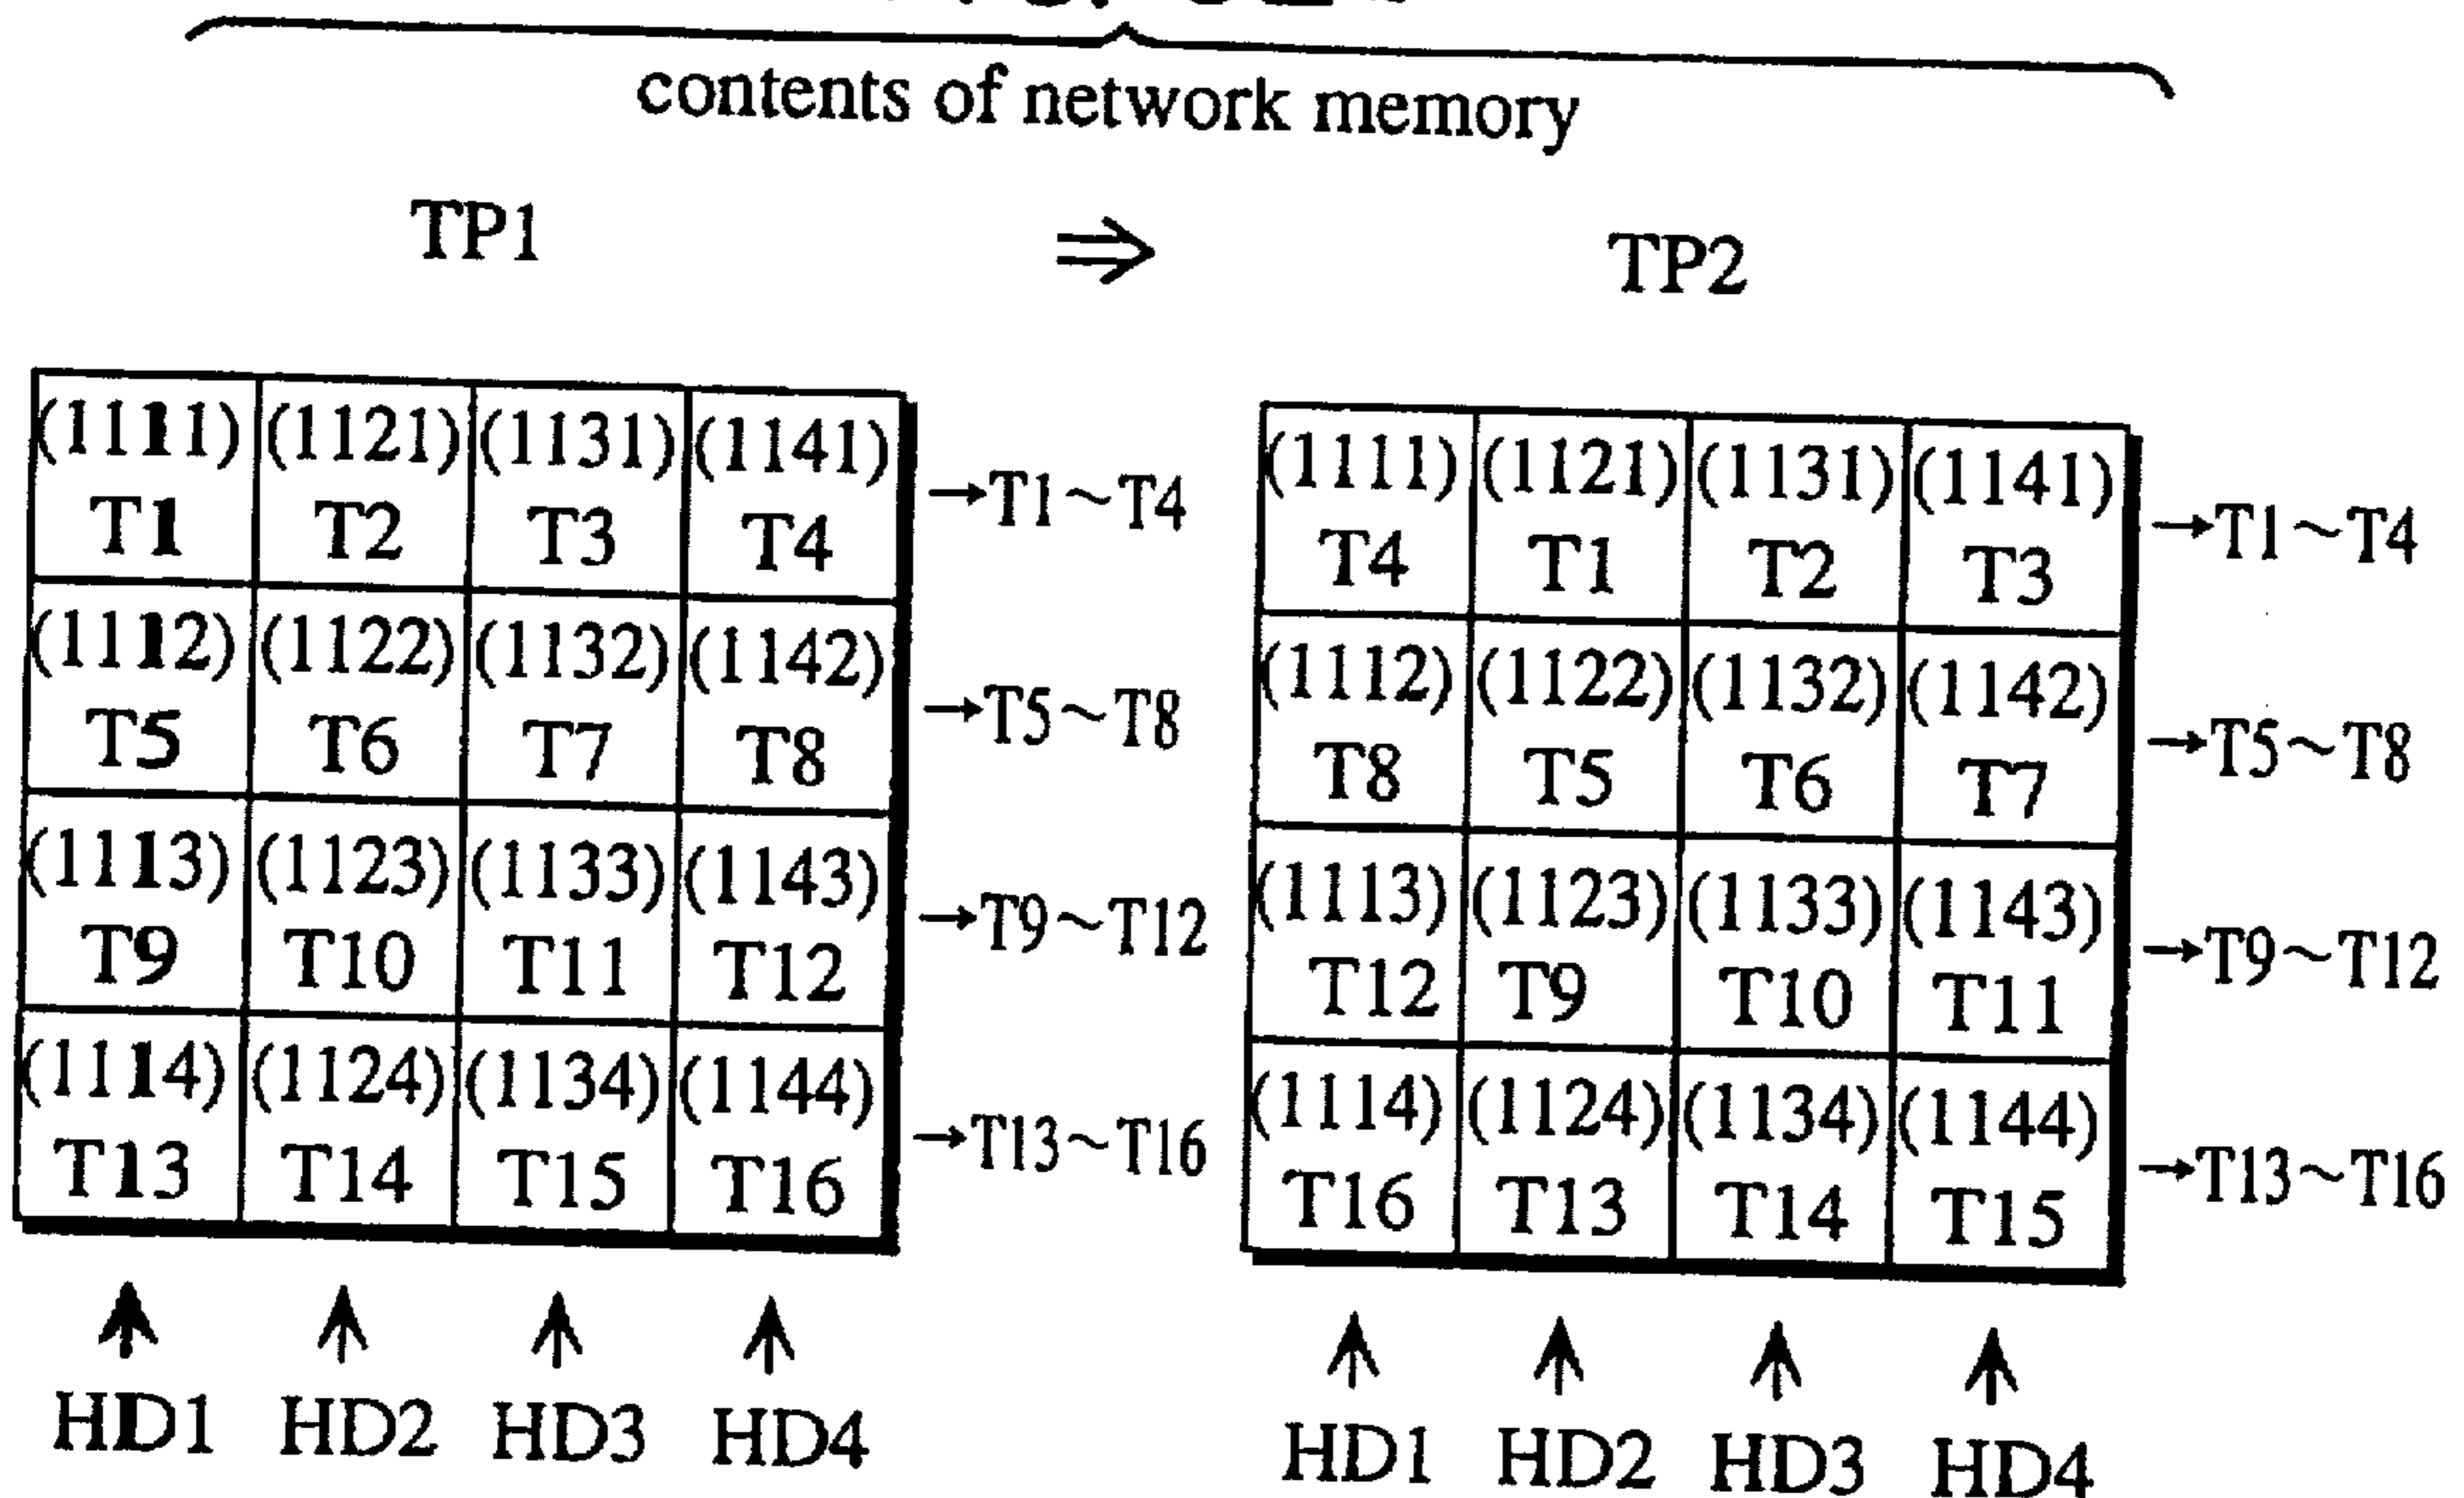 contents of network memory
TP1 ⇒ TP2
(1111) (1121) (1131) (1141)
T1 T2 T3 T4 →T1~T4
(1112) (1122) (1132) (1142)
T5 T6 T7 T8 →T5~T8
(1113) (1123) (1133) (1143)
T9 T10 T11 T12 →T9~T12
(1114) (1124) (1134) (1144)
T13 T14 T15 T16 →T13~T16
HD1 HD2 HD3 HD4
(1111) (1121) (1131) (1141)
T4 T1 T2 T3 →T1~T4
(1112) (1122) (1132) (1142)
T8 T5 T6 T7 →T5~T8
(1113) (1123) (1133) (1143)
T12 T9 T10 T11 →T9~T12
(1114) (1124) (1134) (1144)
T16 T13 T14 T15 →T13~T16
HD1 HD2 HD3 HD4